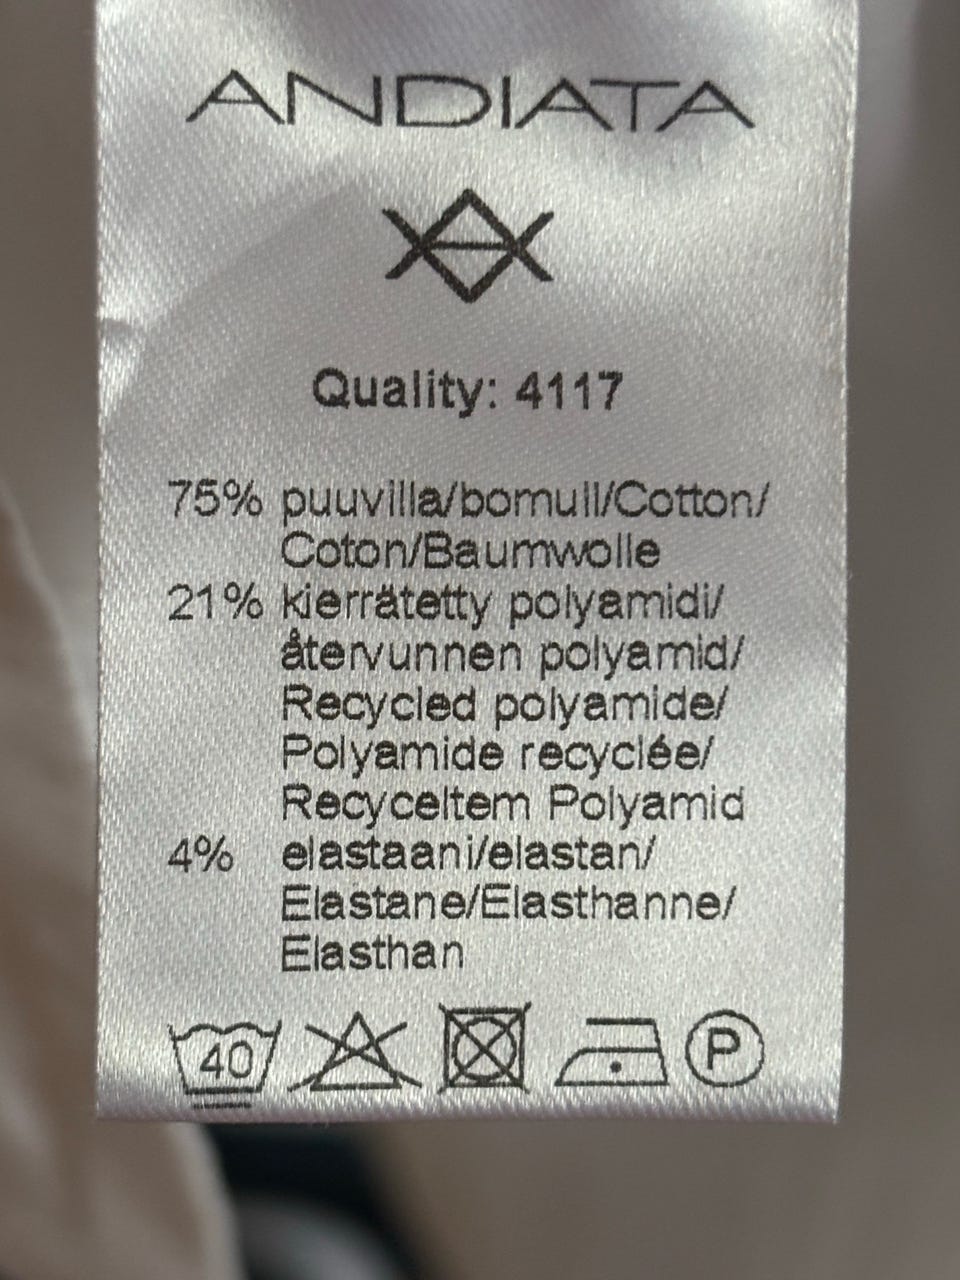 ANDIATA
Quality: 4117
75% puuvilla/bomull/Cotton/
Coton/Baumwolle
21% kierrätetty polyamidi/
återvunnen polyamid/
Recycled polyamide/
Polyamide recyclée/
Recyceltem Polyamid
4% elastaani/elastan/
Elastane/Elasthanne/
Elasthan
40 P